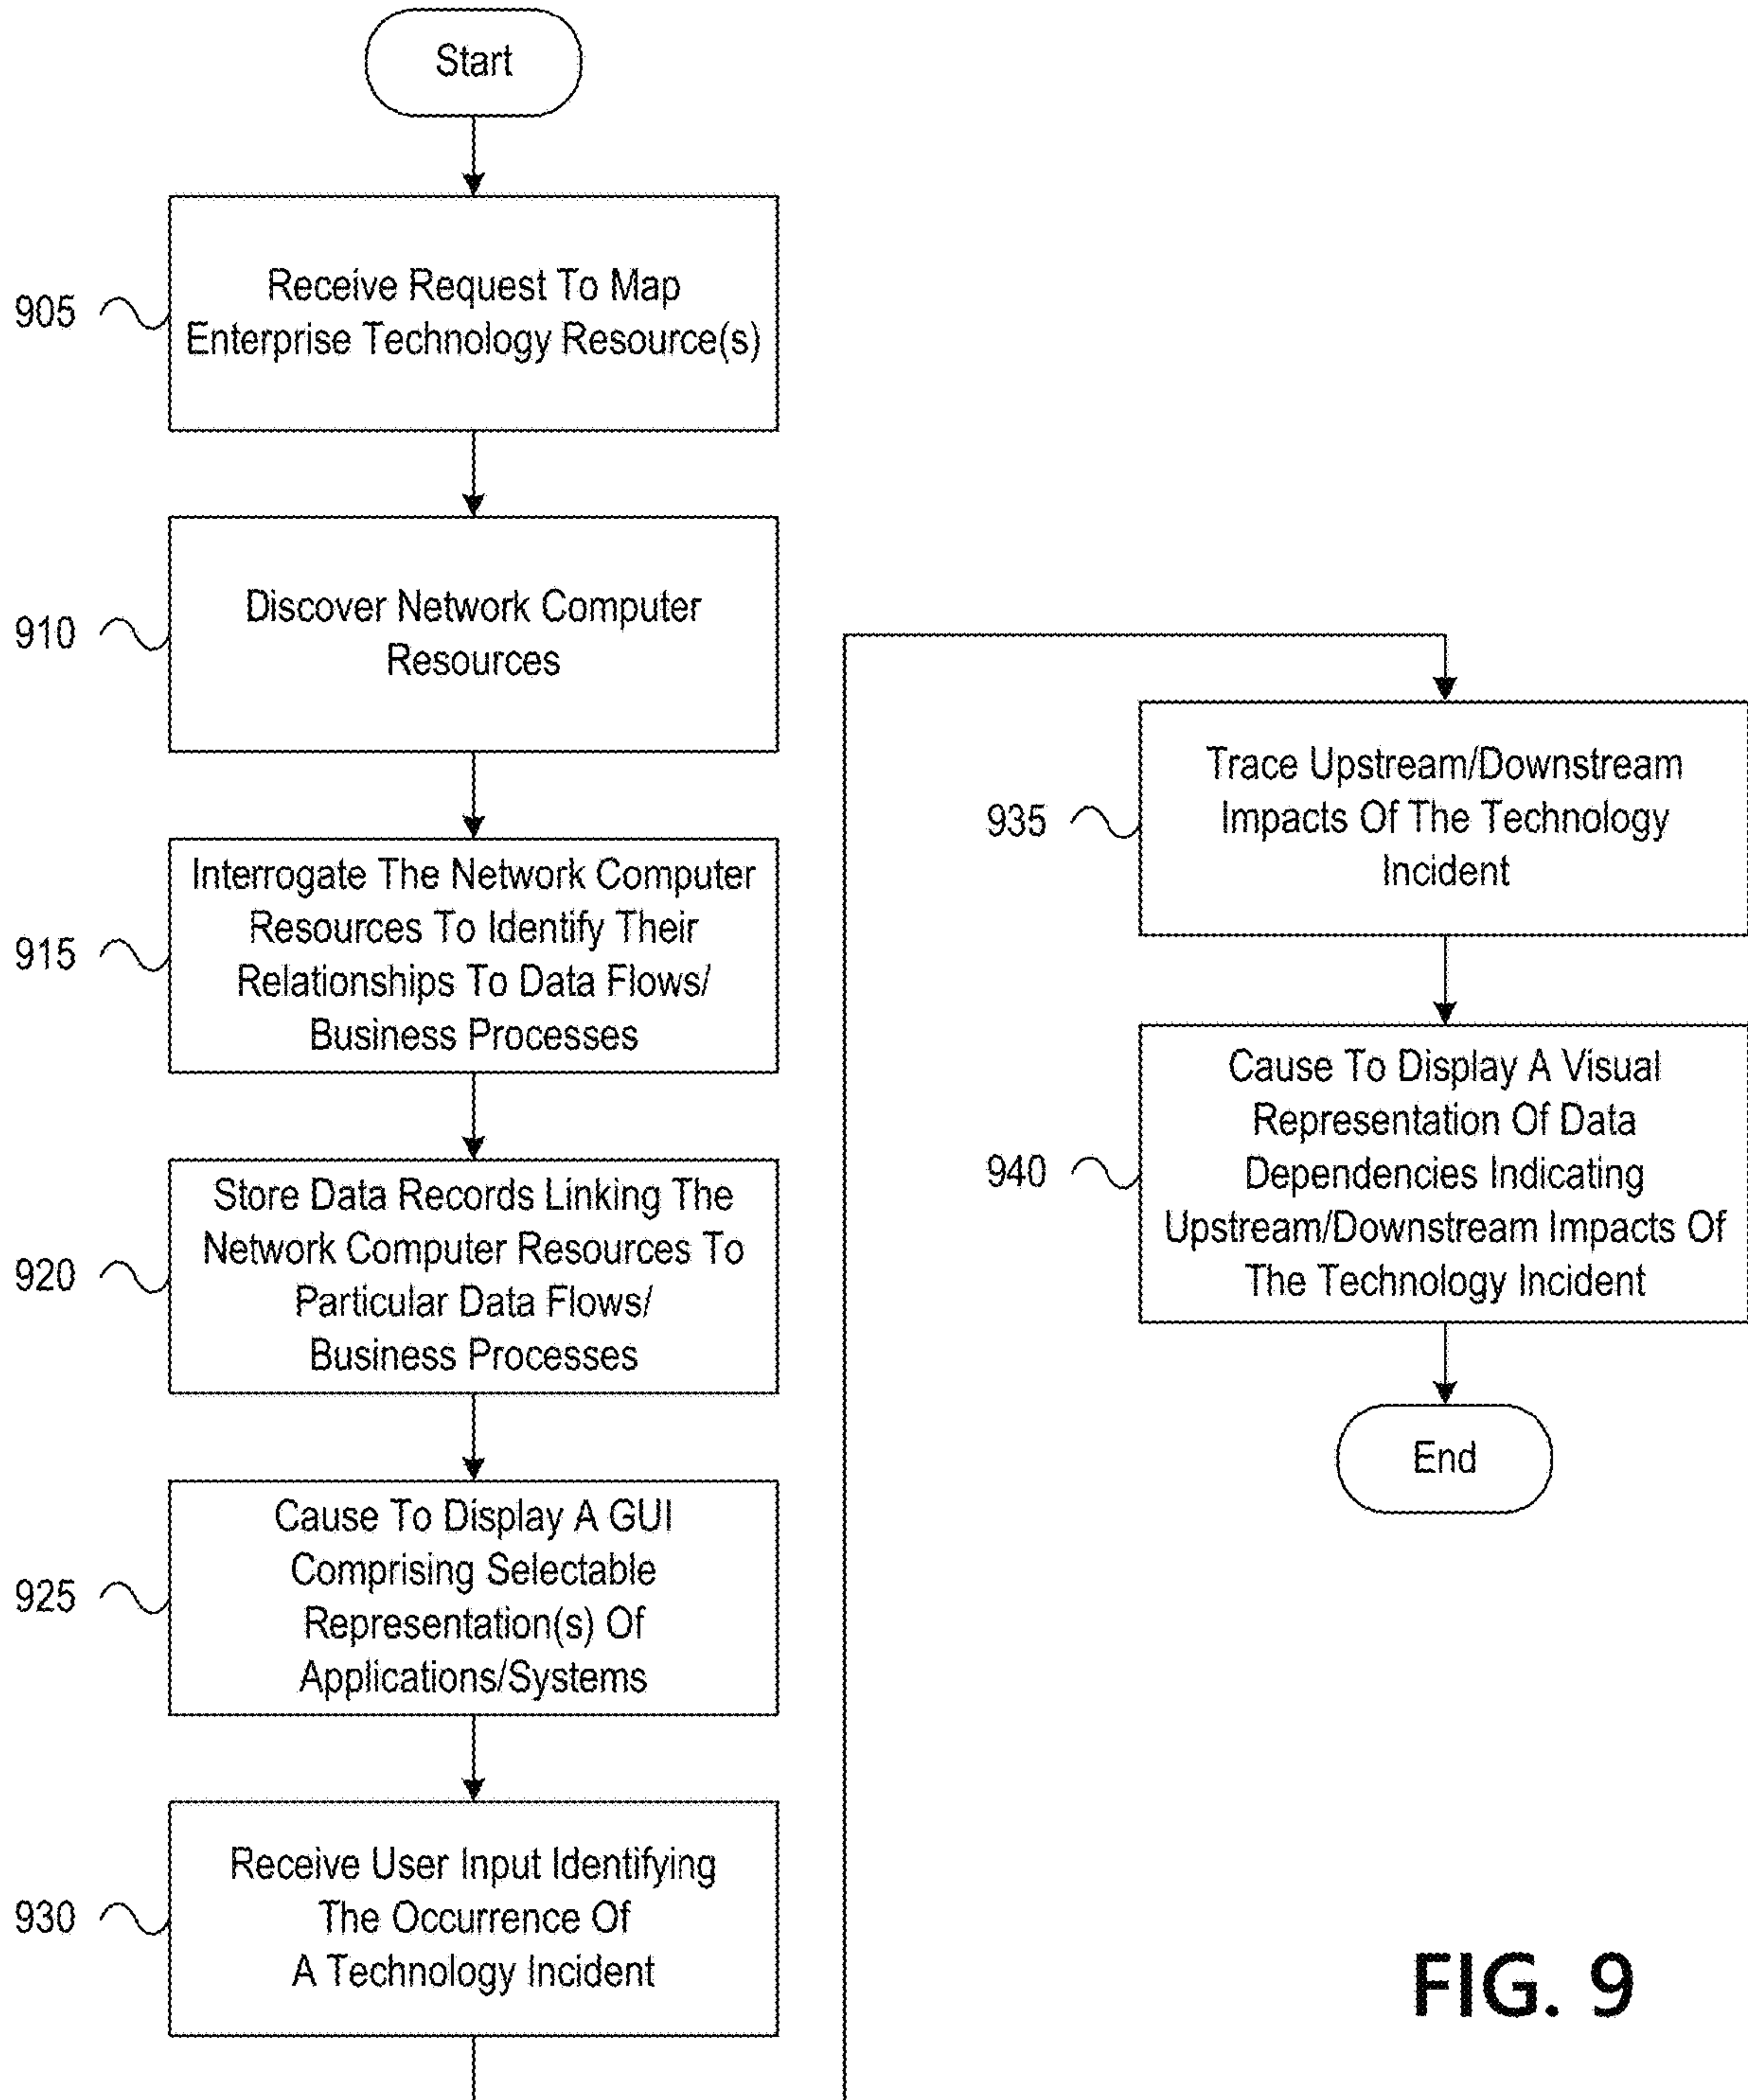 Start
905
Receive Request To Map
Enterprise Technology Resource(s)
910
Discover Network Computer
Resources
915
Interrogate The Network Computer
Resources To Identify Their
Relationships To Data Flows/
Business Processes
920
Store Data Records Linking The
Network Computer Resources To
Particular Data Flows/
Business Processes
925
Cause To Display A GUI
Comprising Selectable
Representation(s) Of
Applications/Systems
930
Receive User Input Identifying
The Occurrence Of
A Technology Incident
935
Trace Upstream/Downstream
Impacts Of The Technology
Incident
940
Cause To Display A Visual
Representation Of Data
Dependencies Indicating
Upstream/Downstream Impacts Of
The Technology Incident
End
FIG. 9